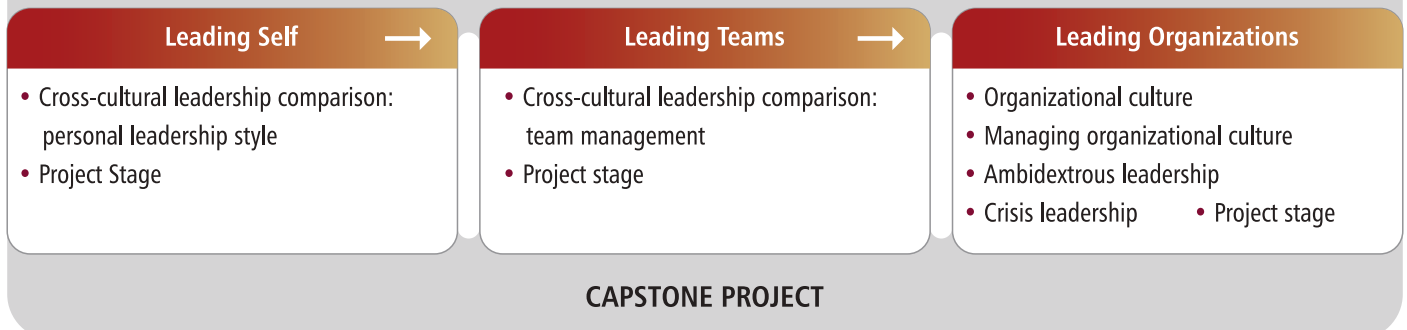 Leading Self
• Cross-cultural leadership comparison:
personal leadership style
• Project Stage
Leading Teams
• Cross-cultural leadership comparison:
team management
• Project stage
Leading Organizations
• Organizational culture
• Managing organizational culture
• Ambidextrous leadership
• Crisis leadership • Project stage
CAPSTONE PROJECT